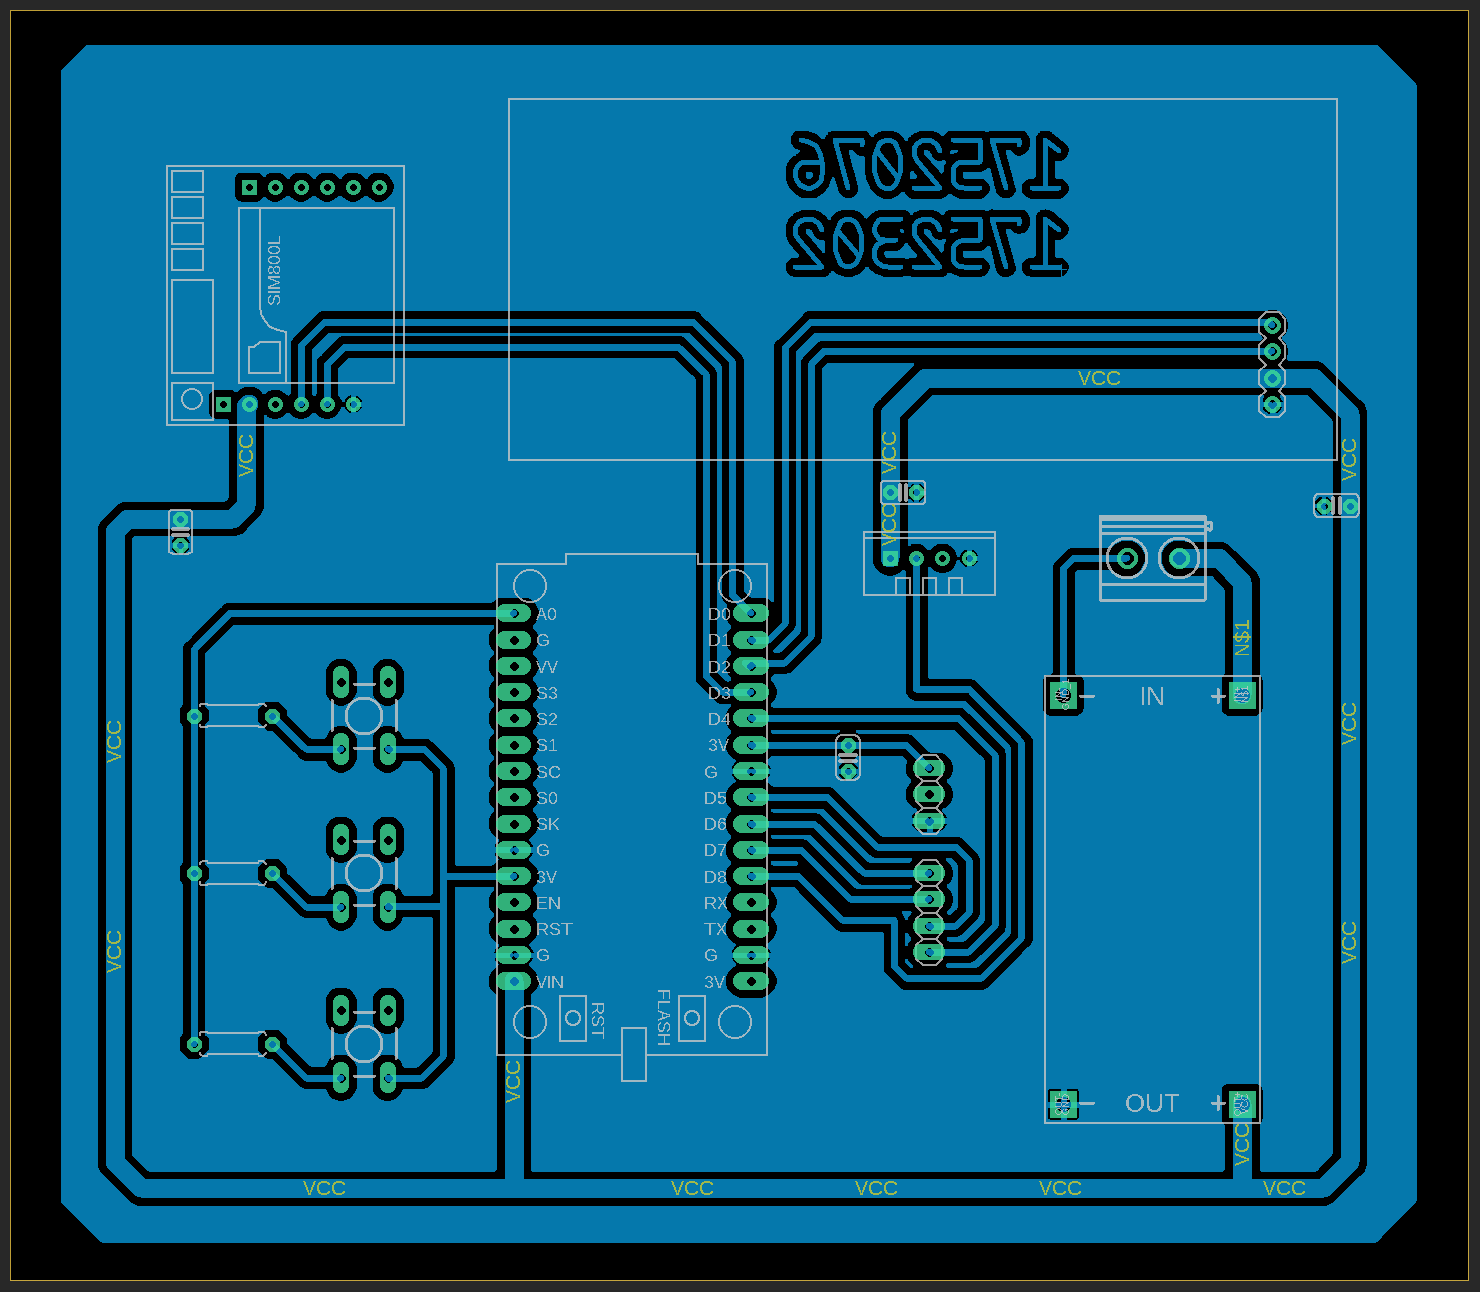 1752076
1752302
SIM800L
VCC
VCC
VCC
VCC
VCC
N$1
A0
G
VV
S3
S2
S1
SC
S0
SK
G
3V
EN
RST
G
VIN
D0
D1
D2
D3
D4
3V
G
D5
D6
D7
D8
RX
TX
G
3V
RST
FLASH
− IN +
− OUT +
VCC
VCC
VCC
VCC
VCC
VCC
VCC
VCC
VCC
VCC
VCC